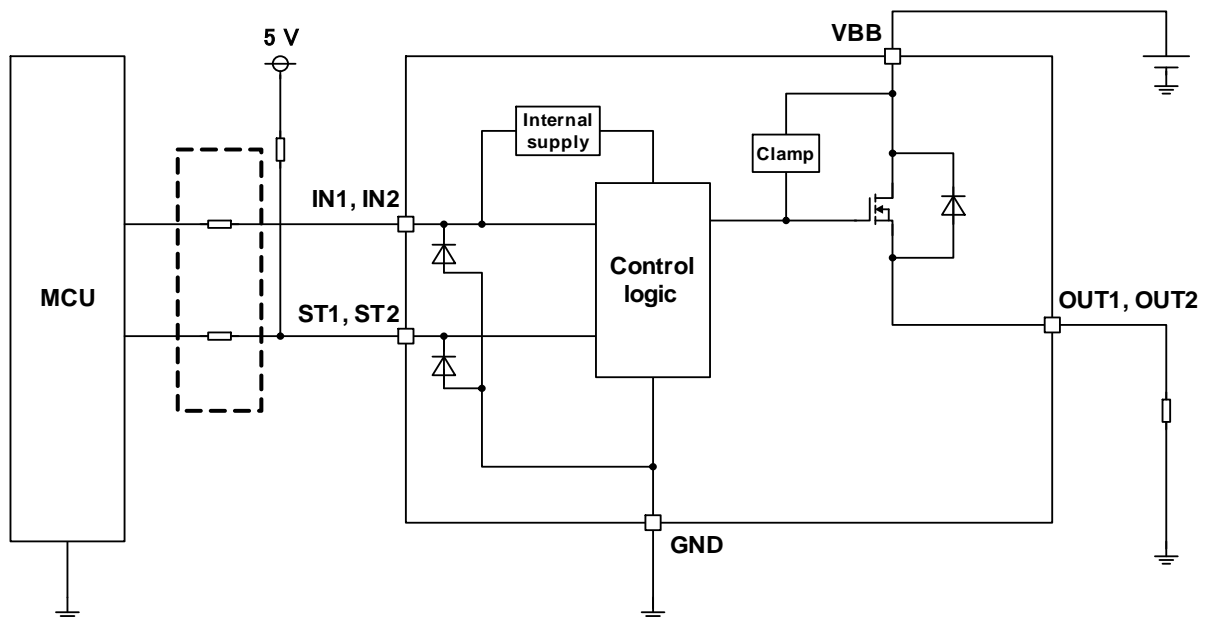 5 V
VBB
Internal
supply
Clamp
IN1, IN2
Control
logic
MCU
ST1, ST2
OUT1, OUT2
GND